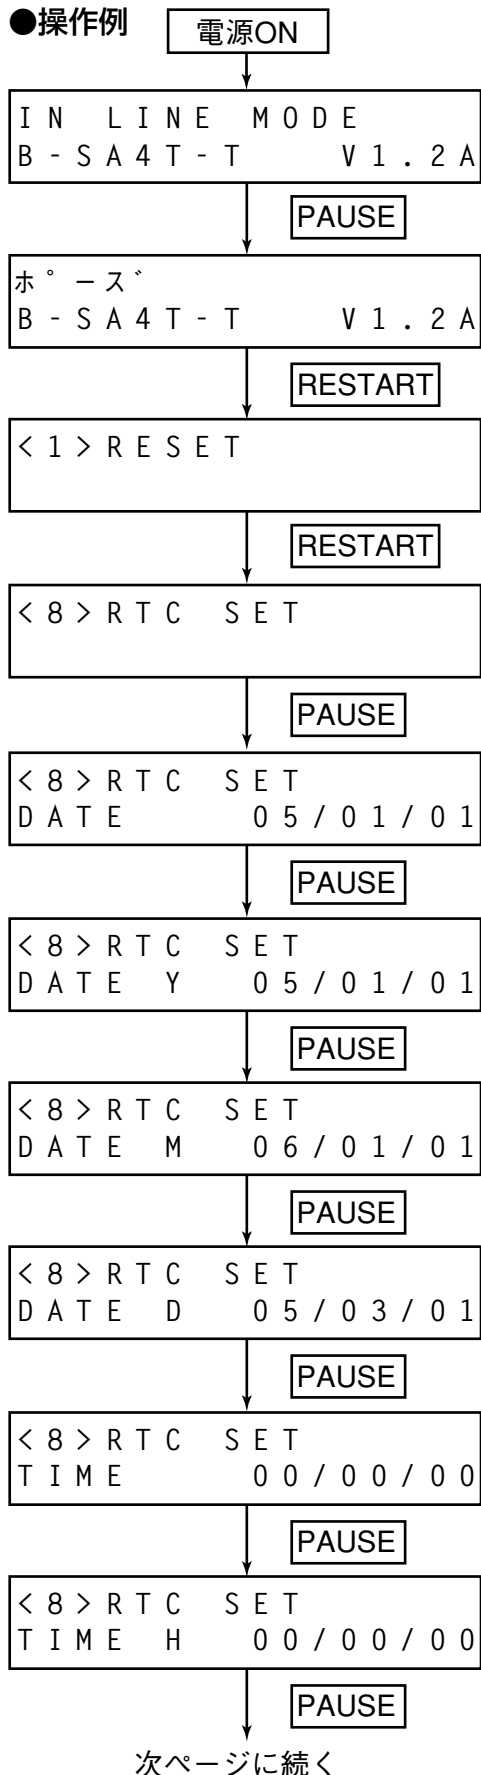 ●操作例
電源ON
IN LINE MODE
B-SA4T-T V1.2A
PAUSE
ポーズ
B-SA4T-T V1.2A
RESTART
<1>RESET
RESTART
<8>RTC SET
PAUSE
<8>RTC SET
DATE 05/01/01
PAUSE
<8>RTC SET
DATE Y 05/01/01
PAUSE
<8>RTC SET
DATE M 06/01/01
PAUSE
<8>RTC SET
DATE D 05/03/01
PAUSE
<8>RTC SET
TIME 00/00/00
PAUSE
<8>RTC SET
TIME H 00/00/00
PAUSE
次ページに続く